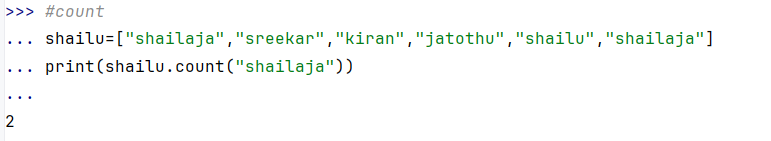 >>> #count
... shailu=["shailaja","sreekar","kiran","jatothu","shailu","shailaja"]
... print(shailu.count("shailaja"))
...
2